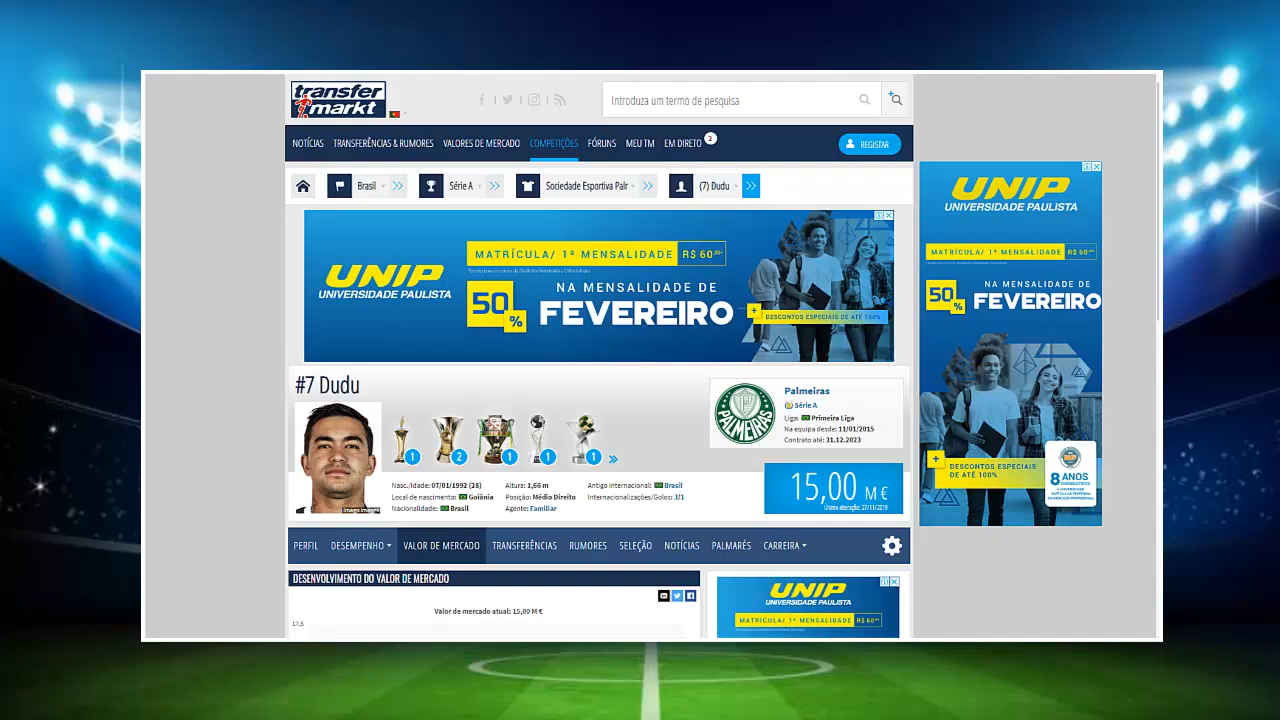 transfer
markt
Introduza um termo de pesquisa
NOTÍCIAS TRANSFERÊNCIAS & RUMORES VALORES DE MERCADO COMPETIÇÕES FÓRUNS MEU TM EM DIRETO 2
REGISTAR
Brasil Série A Sociedade Esportiva Palr (7) Dudu
UNIP
UNIVERSIDADE PAULISTA
MATRÍCULA/ 1ª MENSALIDADE R$ 60,00*
50%
NA MENSALIDADE DE
FEVEREIRO
+ DESCONTOS ESPECIAIS DE ATÉ 100%
UNIP
UNIVERSIDADE PAULISTA
MATRÍCULA/ 1ª MENSALIDADE R$ 60,00*
50%
NA MENSALIDADE DE
FEVEREIRO
+ DESCONTOS ESPECIAIS
DE ATÉ 100%
8 ANOS
CONSECUTIVOS
#7 Dudu
1 2 1 1 1
Imago Images
PALMEIRAS
Palmeiras
Série A
Liga: Primeira Liga
Na equipa desde: 11/01/2015
Contrato até: 31.12.2023
Nasc./Idade: 07/01/1992 (28)
Local de nascimento: Goiânia
Nacionalidade: Brasil
Altura: 1,66 m
Posição: Médio Direito
Agente: Familiar
Antigo Internacional: Brasil
Internacionalizações/Golos: 3/1
15,00 M €
Última alteração: 27/11/2019
PERFIL DESEMPENHO VALOR DE MERCADO TRANSFERÊNCIAS RUMORES SELEÇÃO NOTÍCIAS PALMARÉS CARREIRA
DESENVOLVIMENTO DO VALOR DE MERCADO
Valor de mercado atual: 15,00 M €
17,5
UNIP
UNIVERSIDADE PAULISTA
MATRÍCULA/ 1ª MENSALIDADE R$ 60,00*